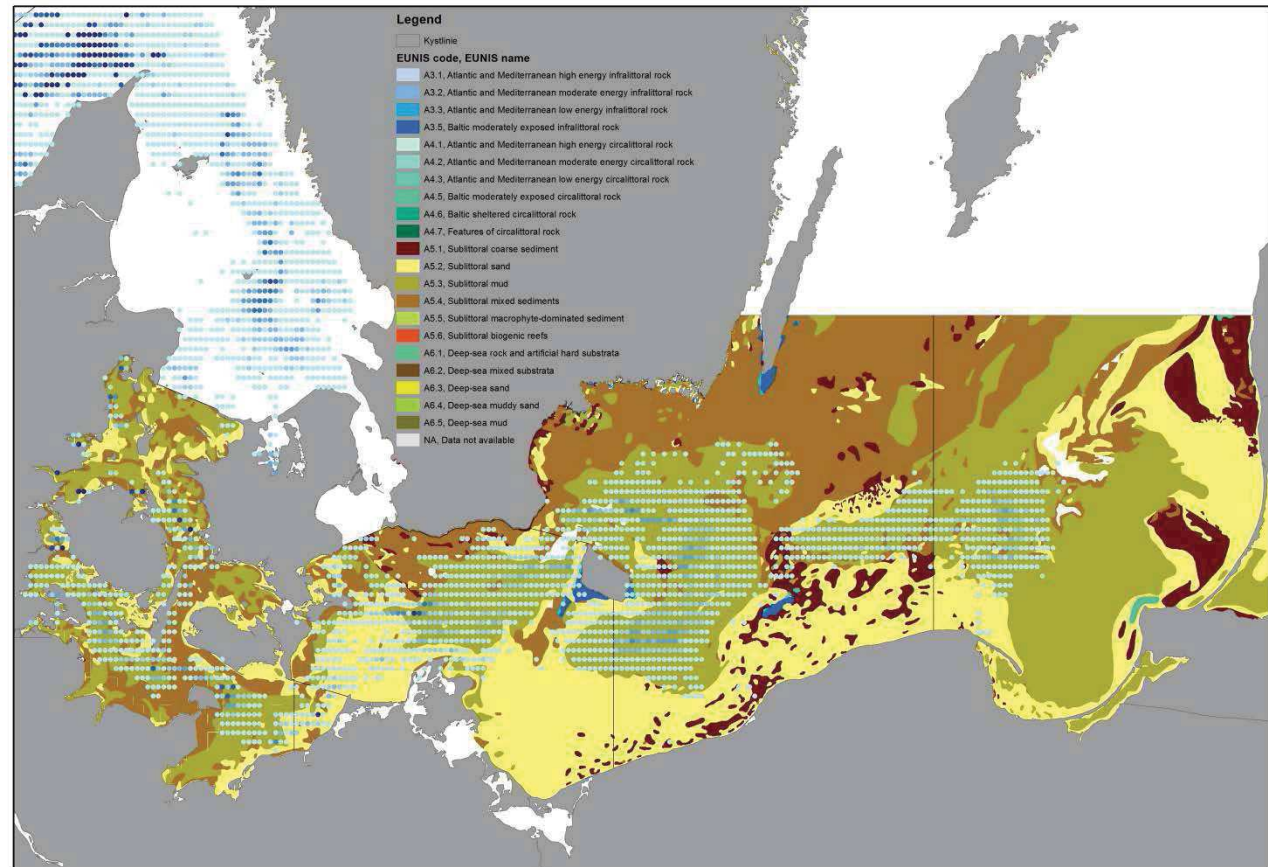 Legend
Kystlinie
EUNIS code, EUNIS name
A3.1, Atlantic and Mediterranean high energy infralittoral rock
A3.2, Atlantic and Mediterranean moderate energy infralittoral rock
A3.3, Atlantic and Mediterranean low energy infralittoral rock
A3.5, Baltic moderately exposed infralittoral rock
A4.1, Atlantic and Mediterranean high energy circalittoral rock
A4.2, Atlantic and Mediterranean moderate energy circalittoral rock
A4.3, Atlantic and Mediterranean low energy circalittoral rock
A4.5, Baltic moderately exposed circalittoral rock
A4.6, Baltic sheltered circalittoral rock
A4.7, Features of circalittoral rock
A5.1, Sublittoral coarse sediment
A5.2, Sublittoral sand
A5.3, Sublittoral mud
A5.4, Sublittoral mixed sediments
A5.5, Sublittoral macrophyte-dominated sediment
A5.6, Sublittoral biogenic reefs
A6.1, Deep-sea rock and artificial hard substrata
A6.2, Deep-sea mixed substrata
A6.3, Deep-sea sand
A6.4, Deep-sea muddy sand
A6.5, Deep-sea mud
NA, Data not available